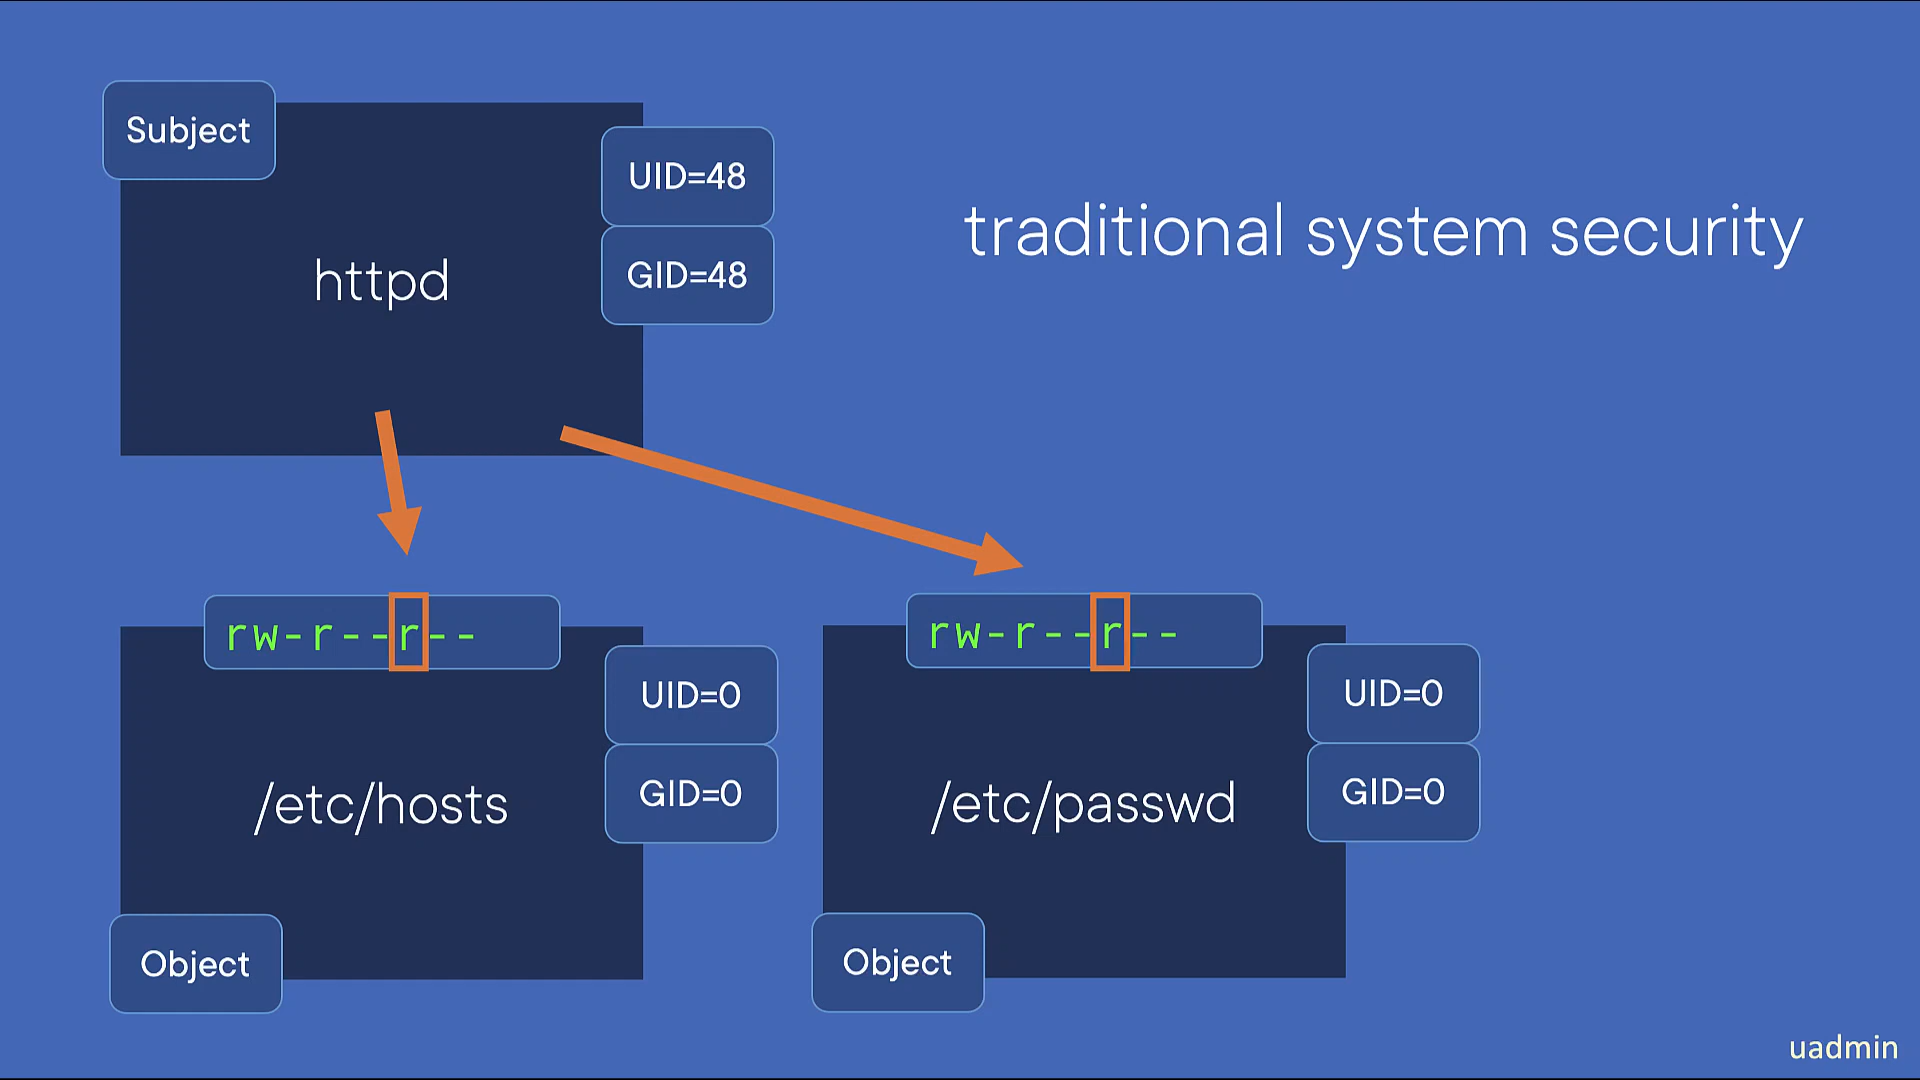 Subject
UID=48
GID=48
httpd
traditional system security
rw-r--r--
UID=0
GID=0
/etc/hosts
Object
rw-r--r--
UID=0
GID=0
/etc/passwd
Object
uadmin